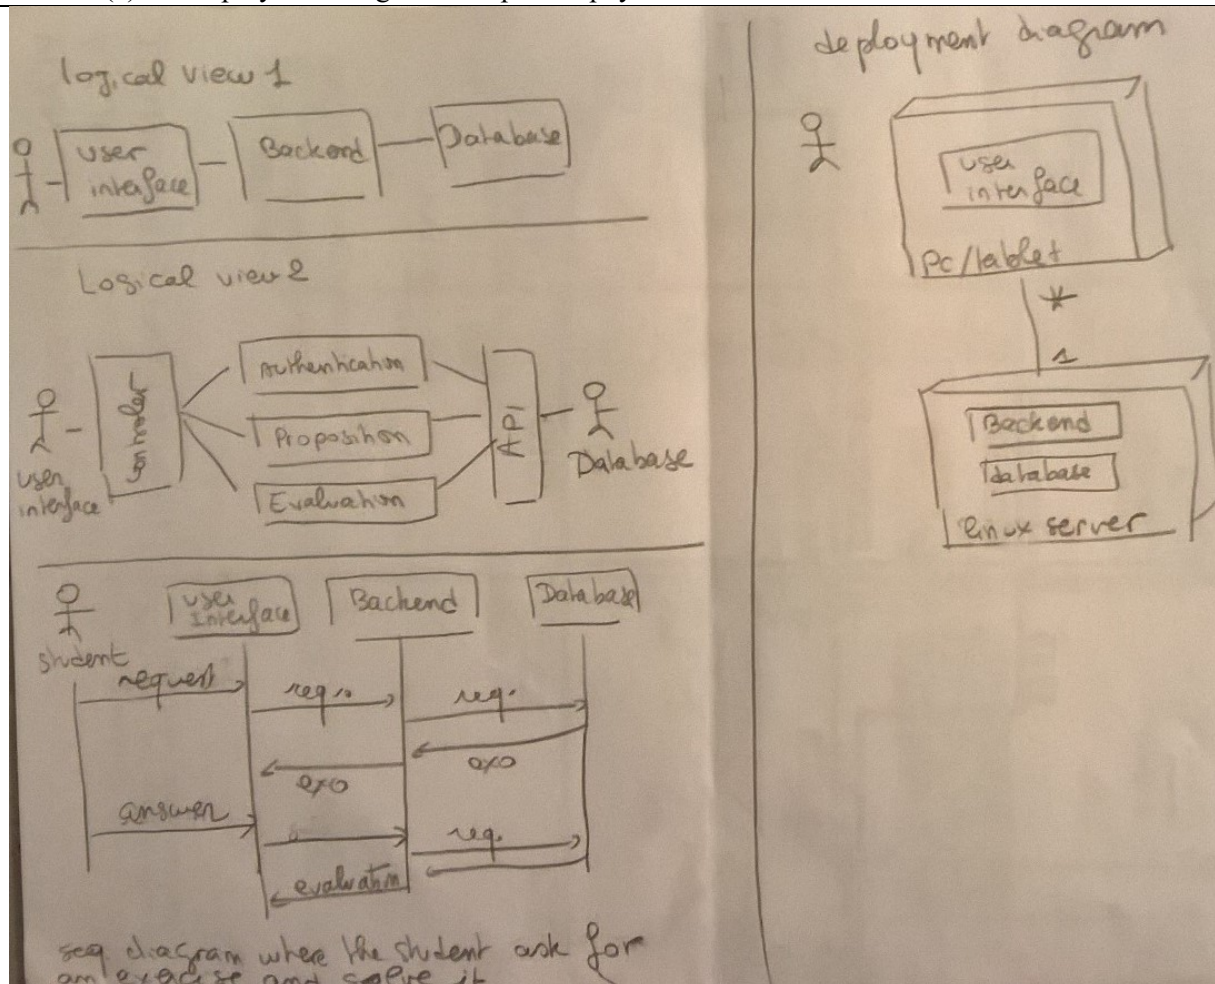 logical view 1
user
interface
Backend
Database
Logical view 2
user
interface
Controler
Authentication
Proposition
Evaluation
API
Database
student
user
Interface
Backend
Database
request
req.
req.
exo
exo
answer
req.
evaluation
seq diagram where the student ask for
an exercise and solve it
deployment diagram
user
interface
Pc/tablet
*
1
Backend
database
linux server